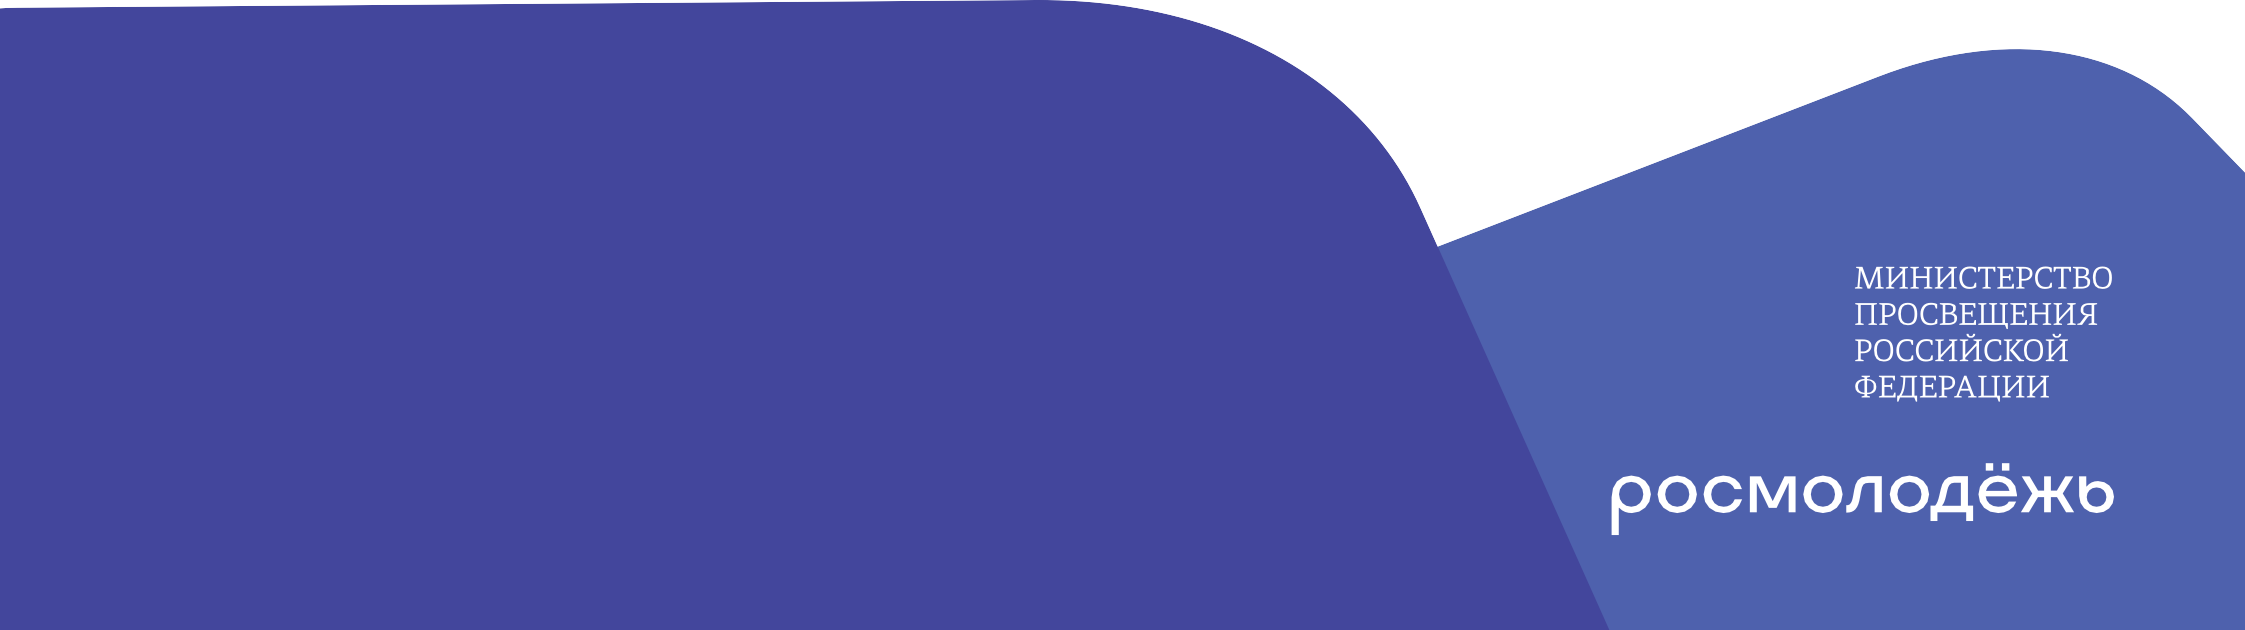 МИНИСТЕРСТВО
ПРОСВЕЩЕНИЯ
РОССИЙСКОЙ
ФЕДЕРАЦИИ
росмолодёжь